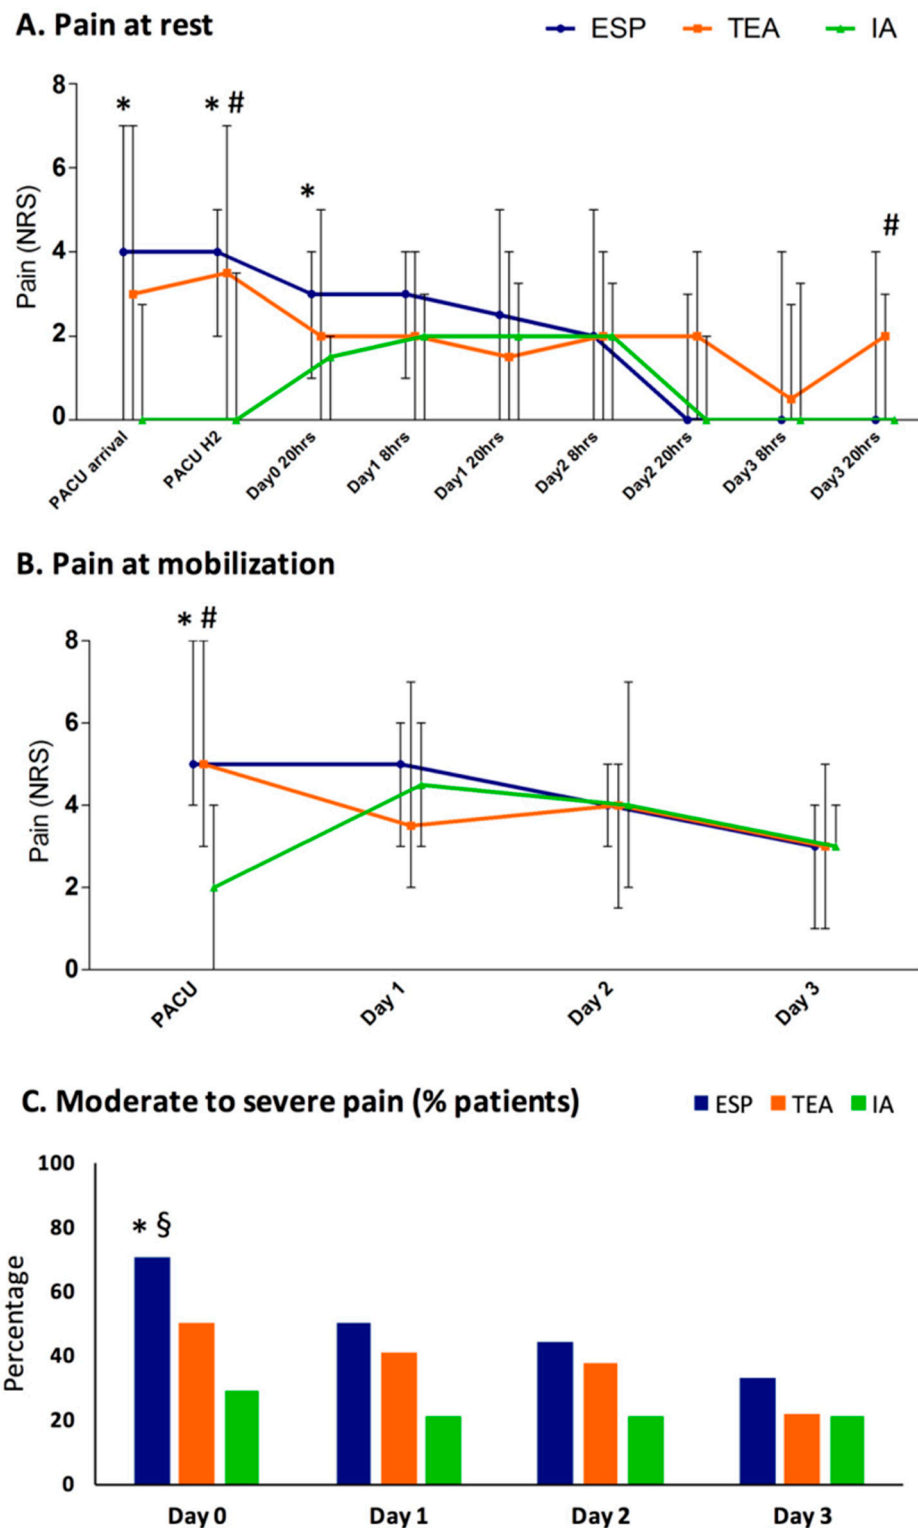 A. Pain at rest
ESP TEA IA
Pain (NRS)
8
6
4
2
0
*
* #
*
#
PACU arrival
PACU H2
Day0 20hrs
Day1 8hrs
Day1 20hrs
Day2 8hrs
Day2 20hrs
Day3 8hrs
Day3 20hrs
B. Pain at mobilization
Pain (NRS)
8
6
4
2
0
* #
PACU
Day 1
Day 2
Day 3
C. Moderate to severe pain (% patients)
ESP TEA IA
Percentage
100
80
60
40
20
0
* §
Day 0
Day 1
Day 2
Day 3